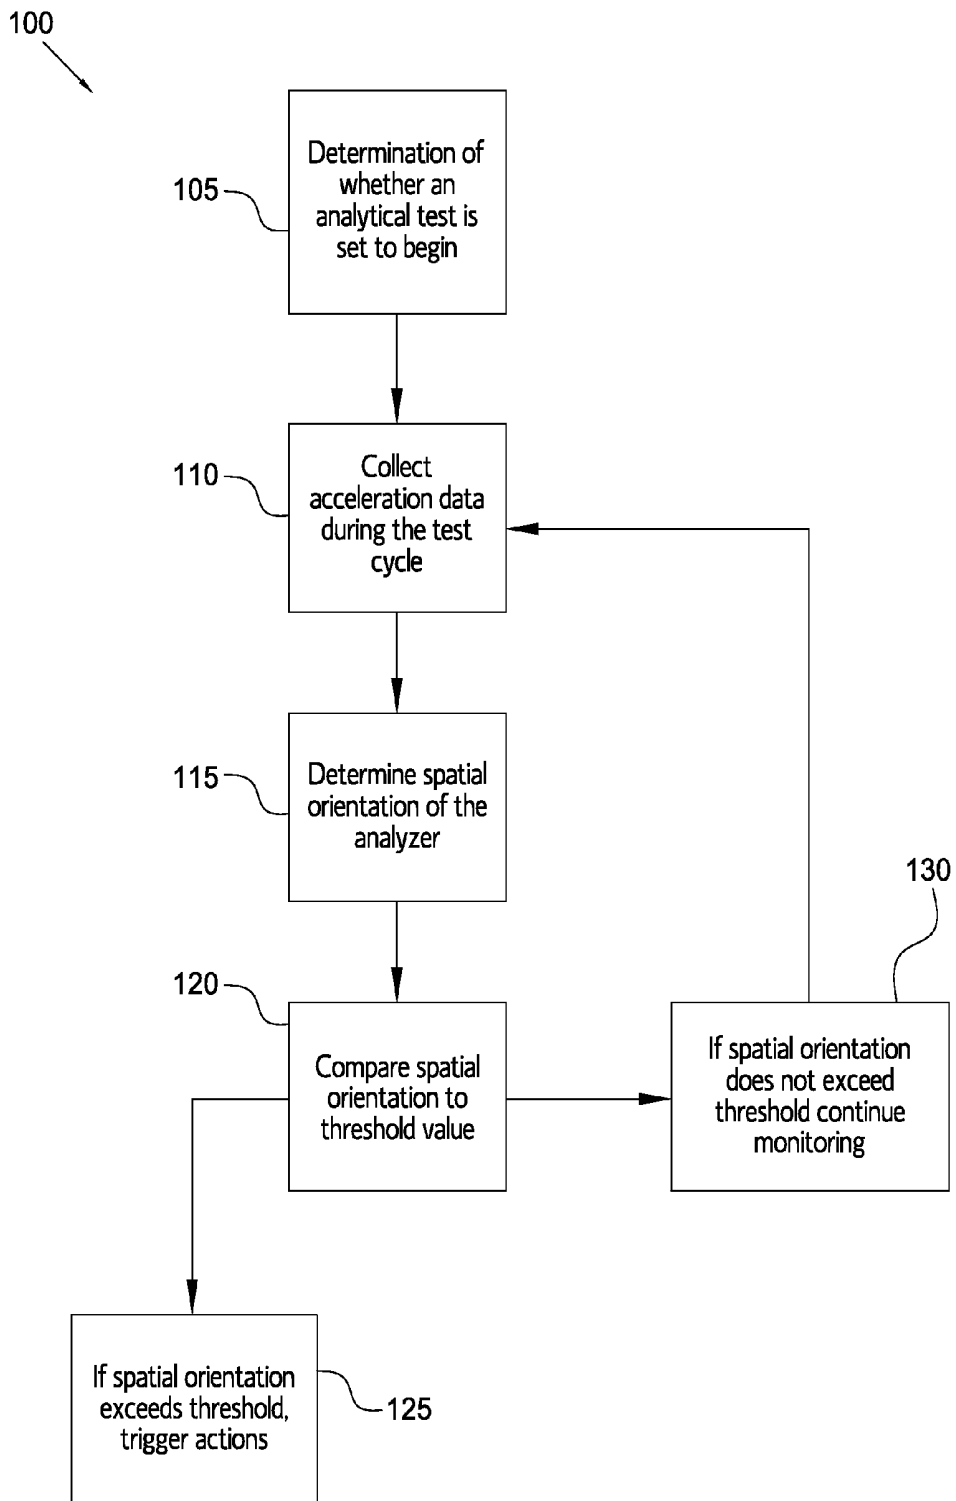 100
Determination of
whether an
analytical test is
set to begin
105
Collect
acceleration data
during the test
cycle
110
Determine spatial
orientation of the
analyzer
115
130
120
Compare spatial
orientation to
threshold value
If spatial orientation
does not exceed
threshold continue
monitoring
If spatial orientation
exceeds threshold,
trigger actions
125